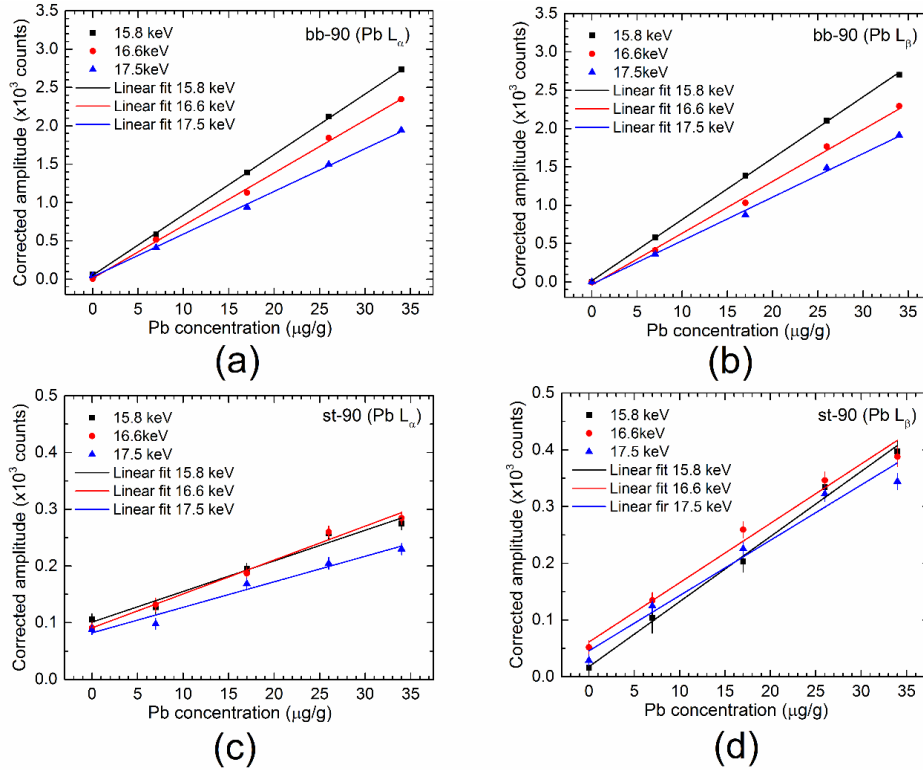 bb-90 (Pb Lα)
15.8 keV
16.6keV
17.5keV
Linear fit 15.8 keV
Linear fit 16.6 keV
Linear fit 17.5 keV
Corrected amplitude (x10³ counts)
3.5
3.0
2.5
2.0
1.5
1.0
0.5
0.0
0 5 10 15 20 25 30 35
Pb concentration (μg/g)
(a)
bb-90 (Pb Lβ)
15.8 keV
16.6 keV
17.5 keV
Linear fit 15.8 keV
Linear fit 16.6 keV
Linear fit 17.5 keV
Corrected amplitude (x10³ counts)
3.5
3.0
2.5
2.0
1.5
1.0
0.5
0.0
0 5 10 15 20 25 30 35
Pb concentration (μg/g)
(b)
st-90 (Pb Lα)
15.8 keV
16.6keV
17.5 keV
Linear fit 15.8 keV
Linear fit 16.6 keV
Linear fit 17.5 keV
Corrected amplitude (x10³ counts)
0.5
0.4
0.3
0.2
0.1
0.0
0 5 10 15 20 25 30 35
Pb concentration (μg/g)
(c)
st-90 (Pb Lβ)
15.8 keV
16.6keV
17.5 keV
Linear fit 15.8 keV
Linear fit 16.6 keV
Linear fir 17.5 keV
Corrected amplitude (x10³ counts)
0.5
0.4
0.3
0.2
0.1
0.0
0 5 10 15 20 25 30 35
Pb concentration (μg/g)
(d)